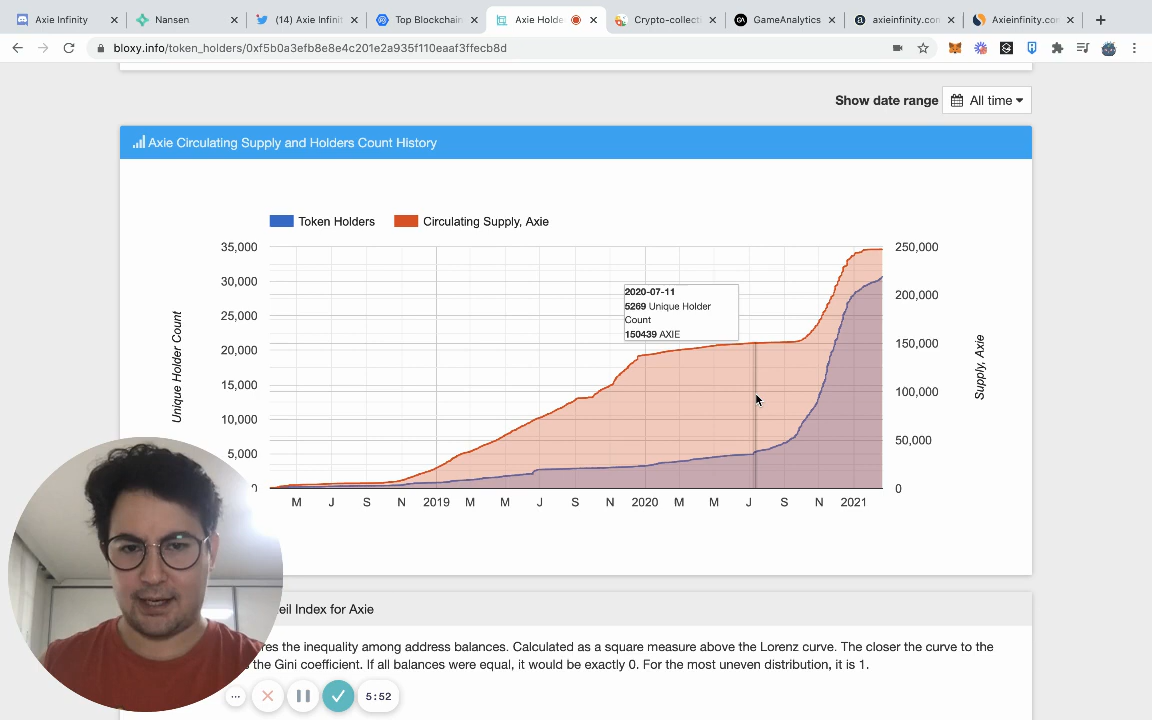 Axie Infinity
Nansen
(14) Axie Infinit
Top Blockchain
Axie Holde
Crypto-collect
GameAnalytics
axieinfinity.con
Axieinfinity.con
bloxy.info/token_holders/0xf5b0a3efb8e8e4c201e2a935f110eaaf3ffecb8d
Show date range
All time
Axie Circulating Supply and Holders Count History
Token Holders
Circulating Supply, Axie
35,000
30,000
25,000
20,000
15,000
10,000
5,000
Unique Holder Count
250,000
200,000
150,000
100,000
50,000
0
Supply, Axie
2020-07-11
5269 Unique Holder
Count
150439 AXIE
M J S N 2019 M M J S N 2020 M M J S N 2021
eil Index for Axie
res the inequality among address balances. Calculated as a square measure above the Lorenz curve. The closer the curve to the
the Gini coefficient. If all balances were equal, it would be exactly 0. For the most uneven distribution, it is 1.
5:52